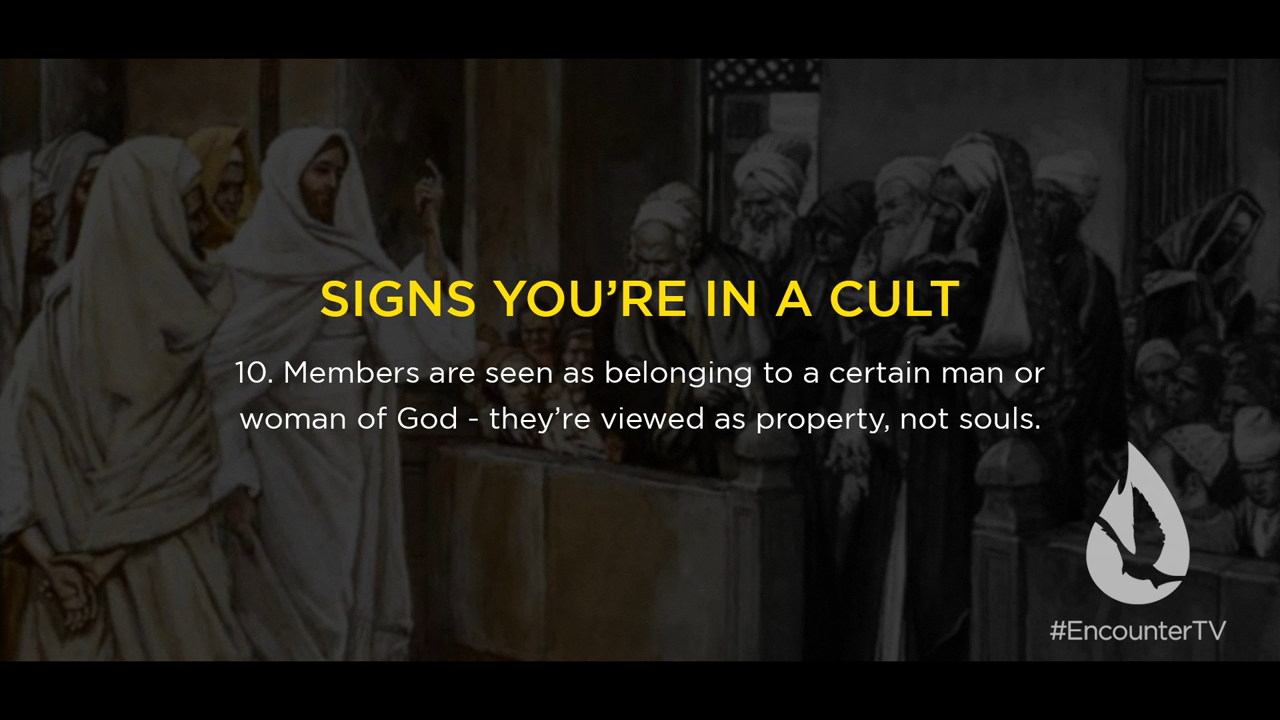 SIGNS YOU’RE IN A CULT
10. Members are seen as belonging to a certain man or
woman of God - they’re viewed as property, not souls.
#EncounterTV